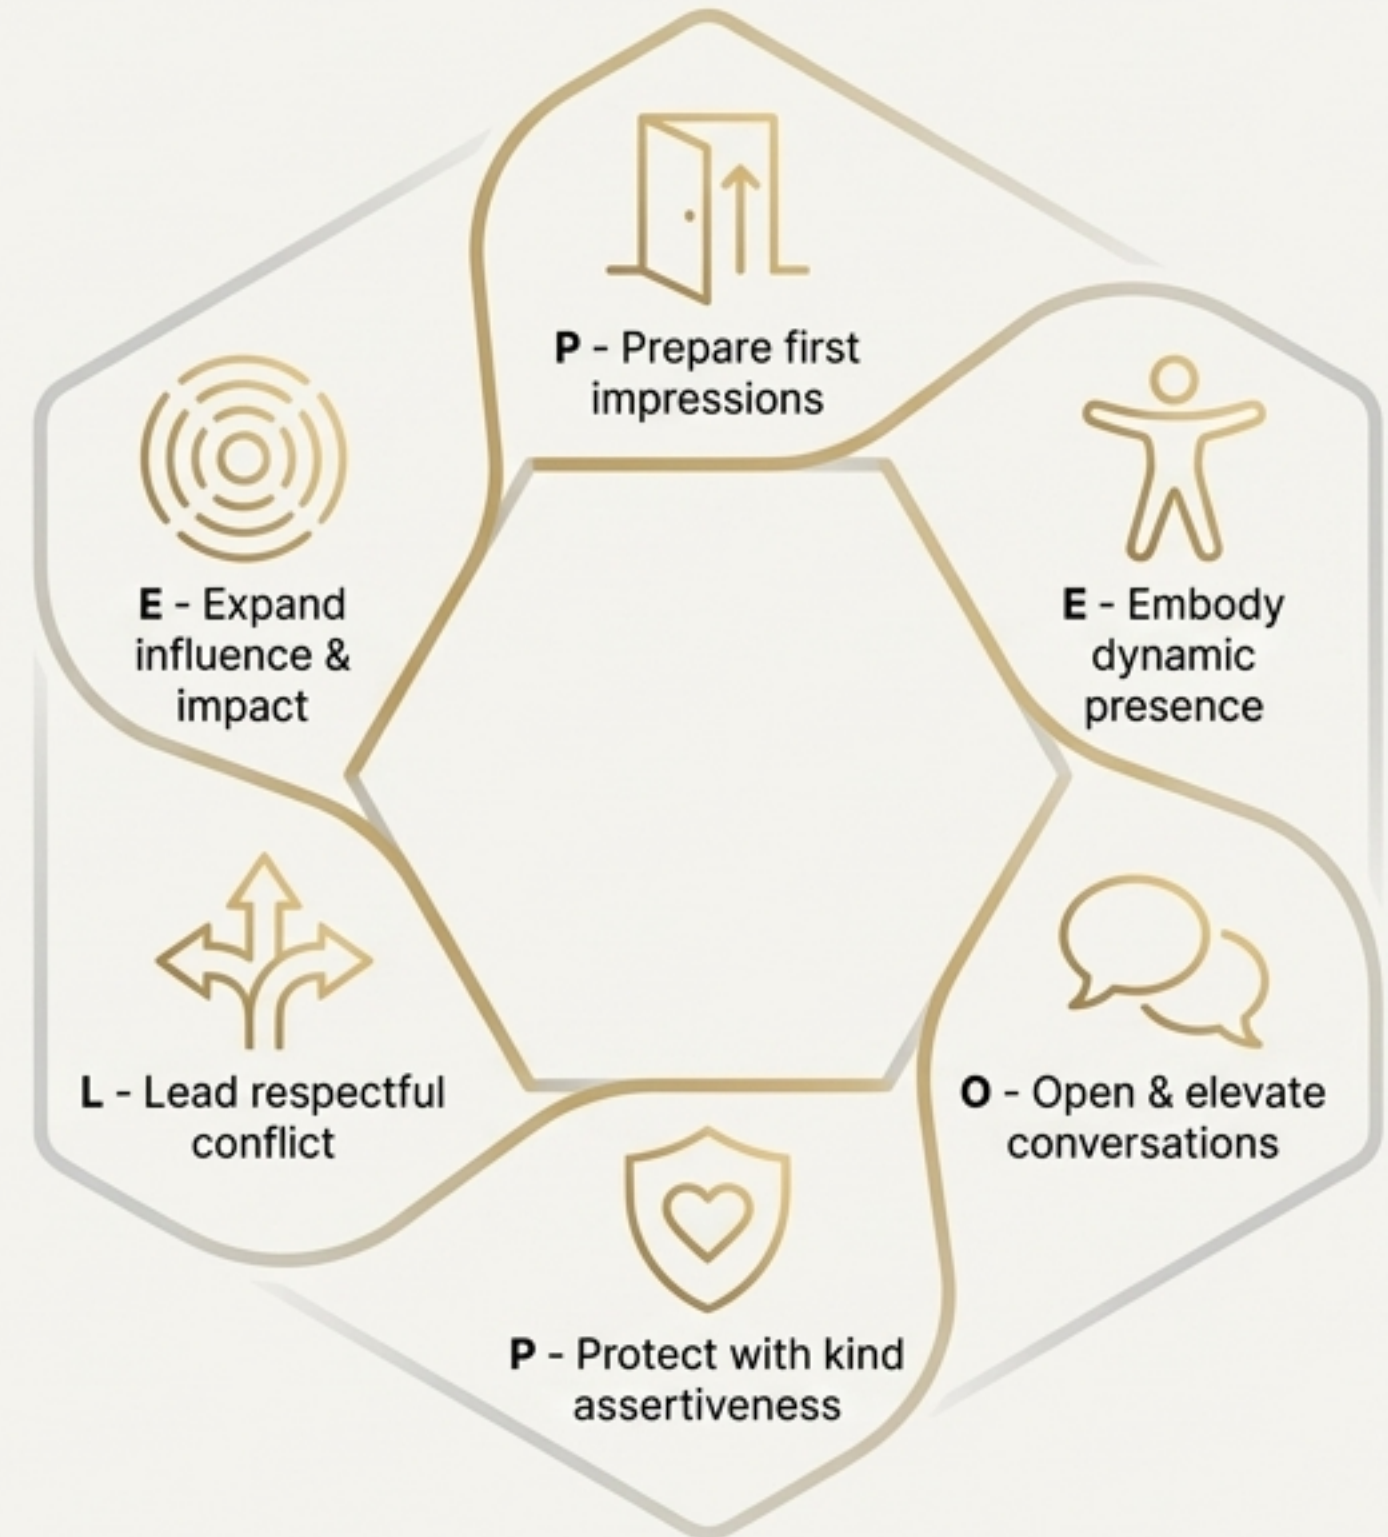 P - Prepare first
impressions
E - Embody
dynamic
presence
O - Open & elevate
conversations
P - Protect with kind
assertiveness
L - Lead respectful
conflict
E - Expand
influence &
impact